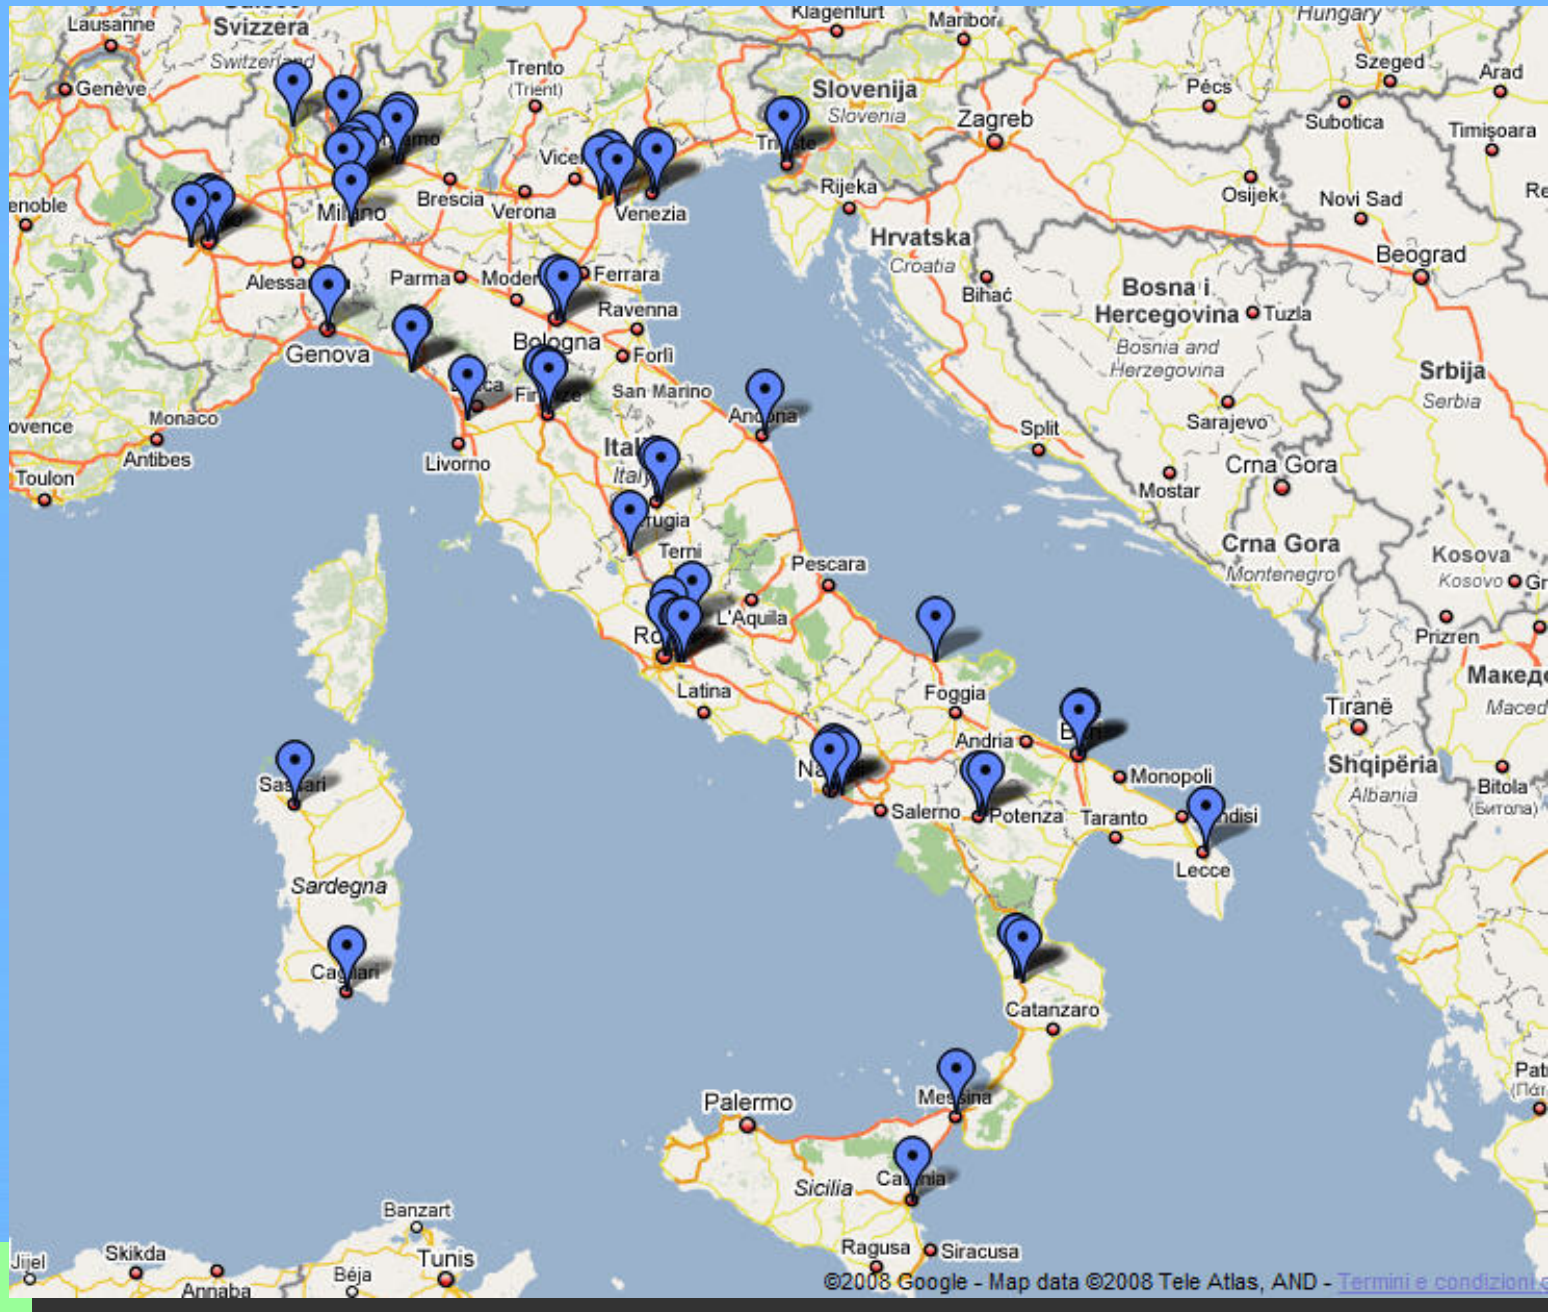 Lausanne
Svizzera
Switzerland
Klagenfurt
Maribor
Hungary
Genève
Trento
(Trient)
Slovenija
Slovenia
Zagreb
Szeged
Arad
Pécs
Subotica
Timișoara
Brescia
Verona
Venezia
Rijeka
Osijek
Novi Sad
Hrvatska
Croatia
Beograd
Parma
Ferrara
Ravenna
Bihać
Bosna i
Hercegovina
Tuzla
Bosnia and
Herzegovina
Genova
Bologna
Forlì
San Marino
Srbija
Serbia
Monaco
Antibes
Toulon
Livorno
Split
Sarajevo
Mostar
Crna Gora
Crna Gora
Montenegro
Kosovo
Kosovo
Terni
Pescara
L'Aquila
Prizren
Latina
Foggia
Tiranë
Andria
Monopoli
Shqipëria
Albania
Bitola
(Битола)
Salerno
Potenza
Taranto
Lecce
Sardegna
Catanzaro
Palermo
Sicilia
Banzart
Ragusa
Siracusa
Jijel
Skikda
Annaba
Béja
Tunis
©2008 Google - Map data ©2008 Tele Atlas, AND - Termini e condizioni